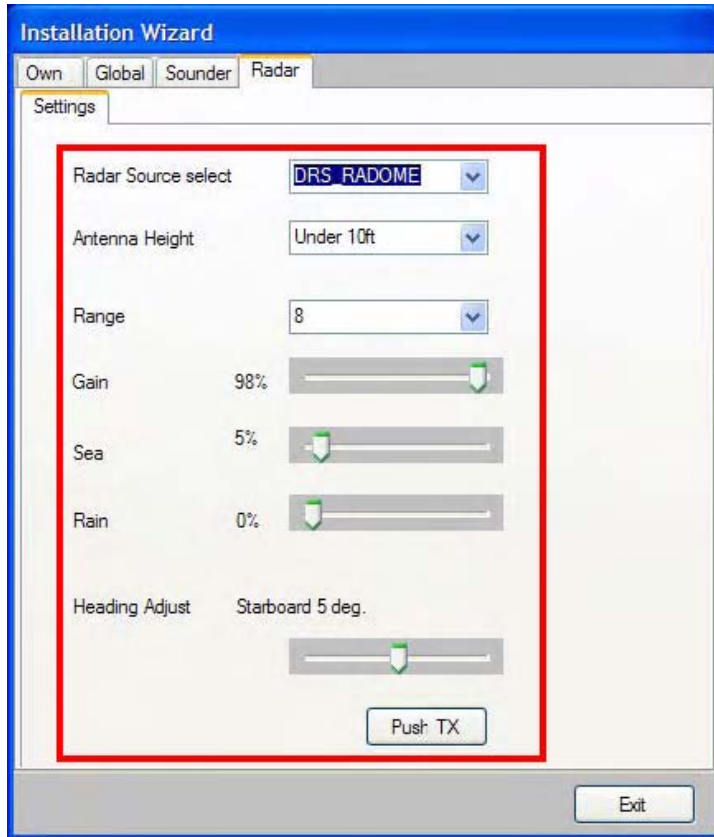 Installation Wizard
Own Global Sounder Radar
Settings
Radar Source select DRS_RADOME
Antenna Height Under 10ft
Range 8
Gain 98%
Sea 5%
Rain 0%
Heading Adjust Starboard 5 deg.
Push TX
Exit